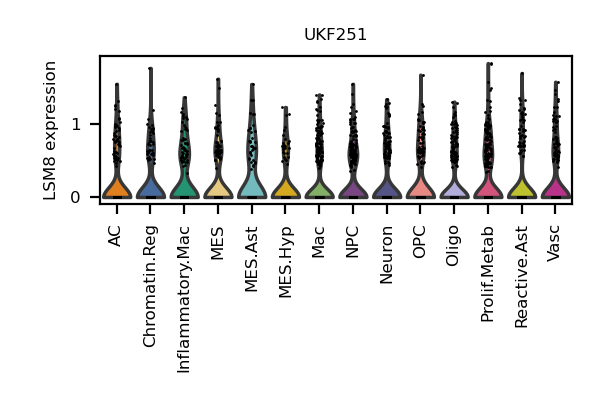 UKF251
LSM8 expression
1
0
AC
Chromatin.Reg
Inflammatory.Mac
MES
MES.Ast
MES.Hyp
Mac
NPC
Neuron
OPC
Oligo
Prolif.Metab
Reactive.Ast
Vasc